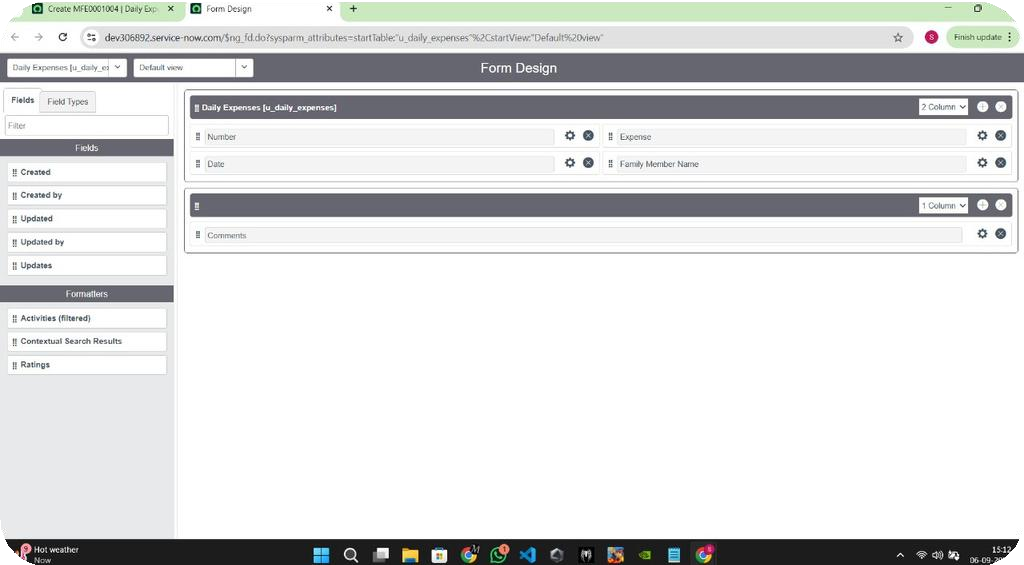 Create MFE0001004 | Daily Exp
Form Design
dev306892.service-now.com/$ng_fd.do?sysparm_attributes=startTable:"u_daily_expenses"%2CstartView:"Default%20view"
S
Finish update
Daily Expenses [u_daily_ex
Default view
Form Design
Fields
Field Types
Filter
Fields
Created
Created by
Updated
Updated by
Updates
Formatters
Activities (filtered)
Contextual Search Results
Ratings
Daily Expenses [u_daily_expenses]
2 Column
Number
Expense
Date
Family Member Name
1 Column
Comments
Hot weather
Now
15:12
06-09-